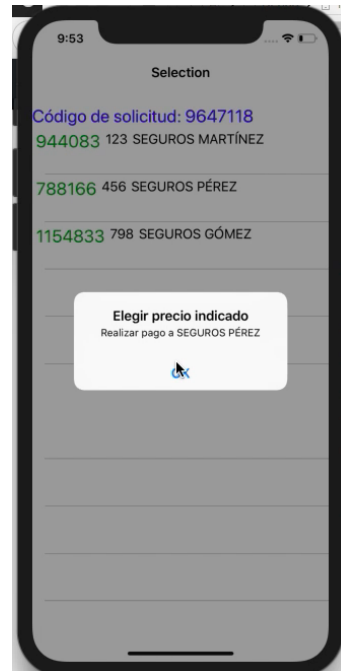 9:53
Selection
Código de solicitud: 9647118
944083 123 SEGUROS MARTÍNEZ
788166 456 SEGUROS PÉREZ
1154833 798 SEGUROS GÓMEZ
Elegir precio indicado
Realizar pago a SEGUROS PÉREZ
OK